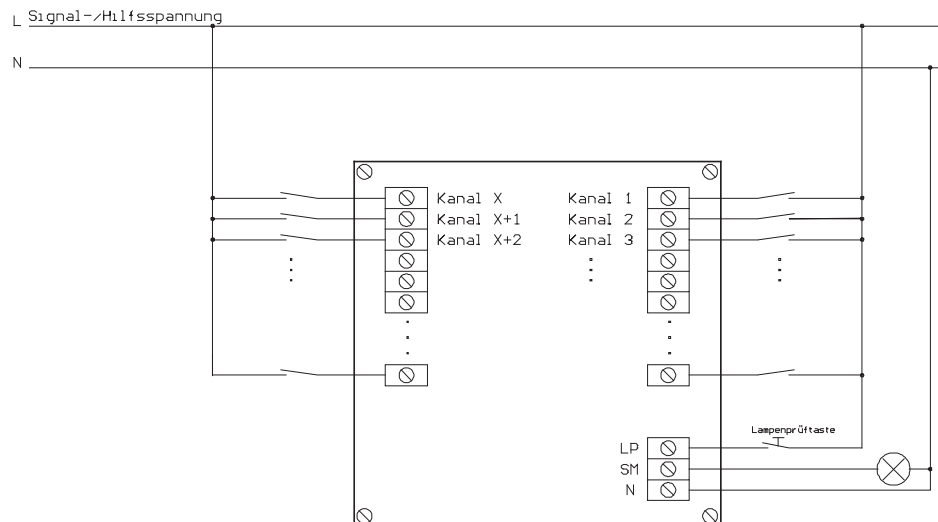 L Signal-/Hilfsspannung
N
Kanal X Kanal 1
Kanal X+1 Kanal 2
Kanal X+2 Kanal 3
Lampenprüftaste
LP
SM
N